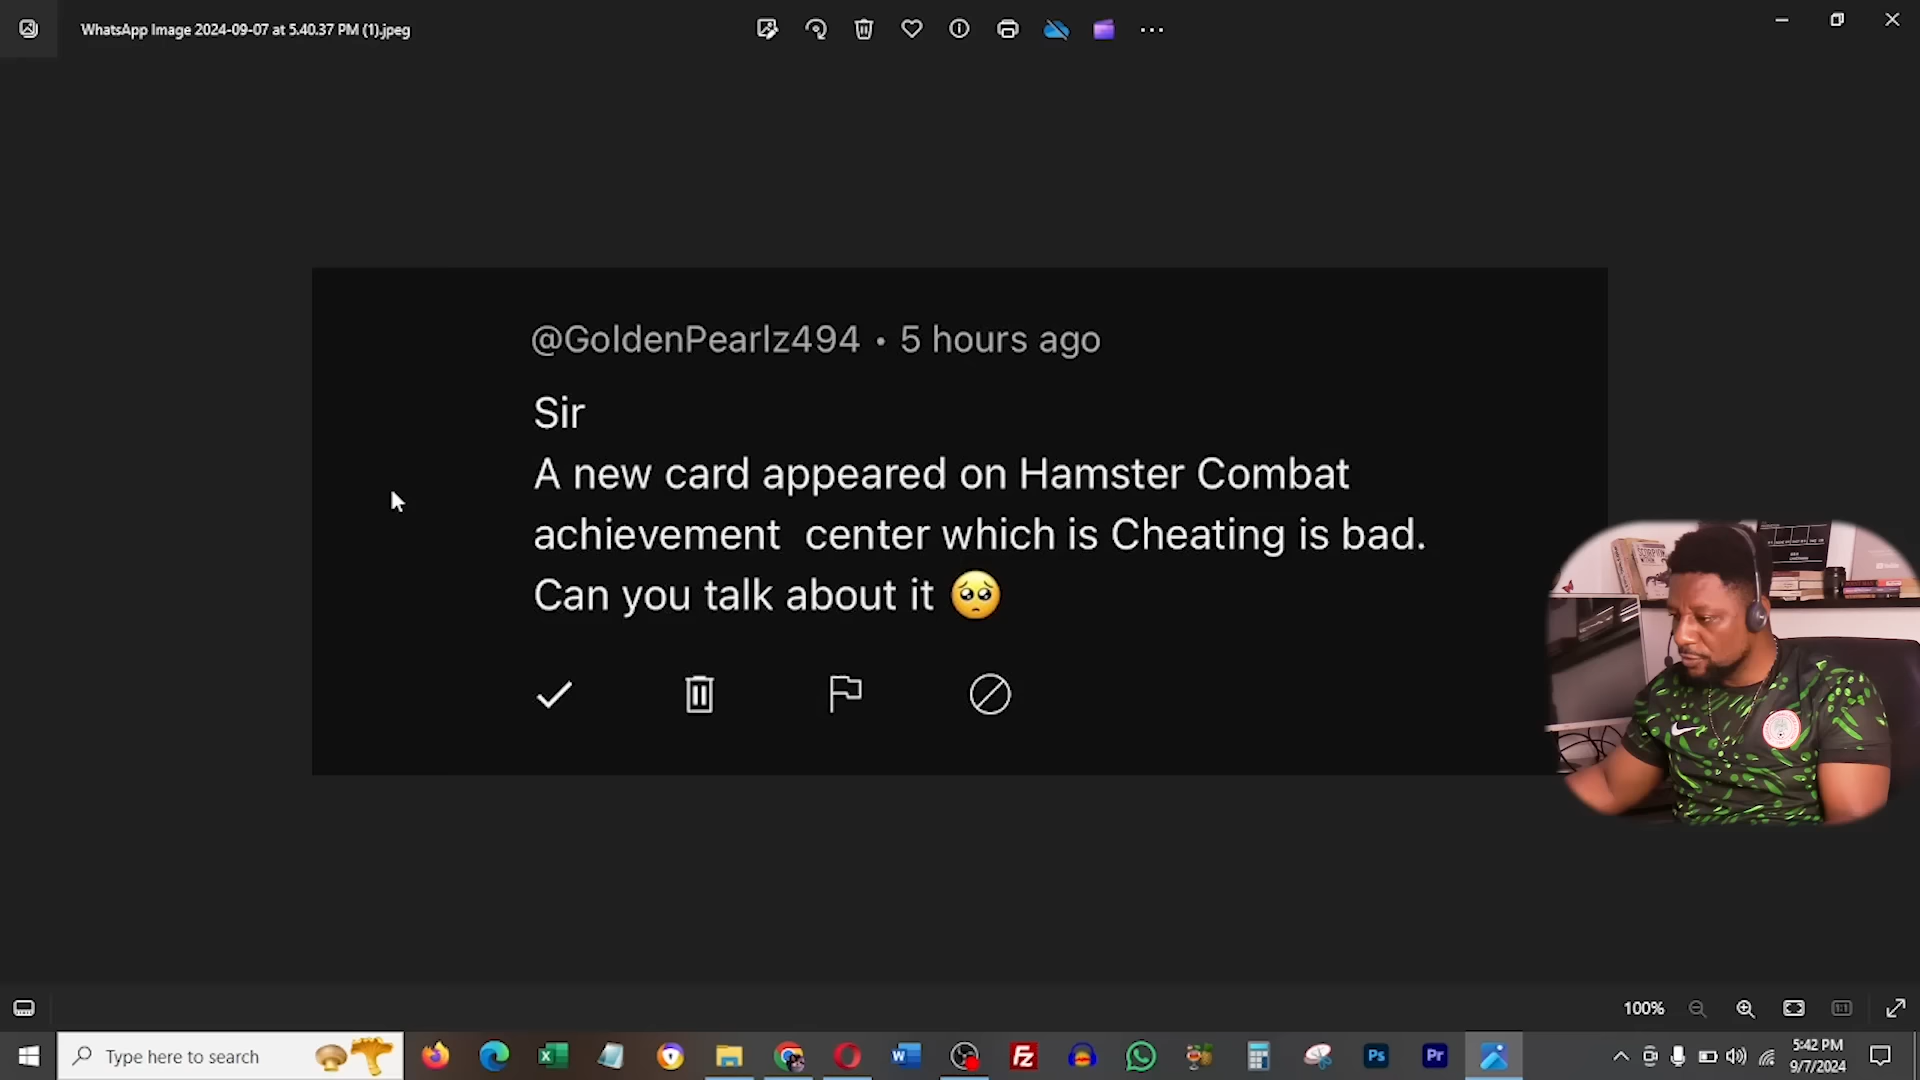 WhatsApp Image 2024-09-07 at 5.40.37 PM (1).jpeg
@GoldenPearlz494 • 5 hours ago
Sir
A new card appeared on Hamster Combat
achievement  center which is Cheating is bad.
Can you talk about it 🥺
100%
Type here to search
5:42 PM
9/7/2024